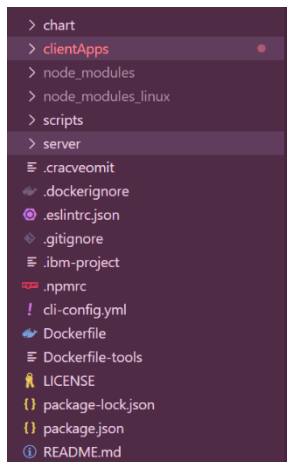 chart
clientApps
node_modules
node_modules_linux
scripts
server
.cracveomit
.dockerignore
.eslintrc.json
.gitignore
.ibm-project
.npmrc
cli-config.yml
Dockerfile
Dockerfile-tools
LICENSE
package-lock.json
package.json
README.md